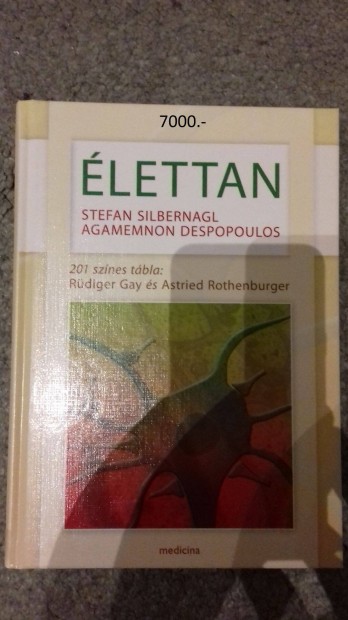 7000.-
ÉLETTAN
STEFAN SILBERNAGL
AGAMEMNON DESPOPOULOS
201 színes tábla:
Rüdiger Gay és Astried Rothenburger
medicina